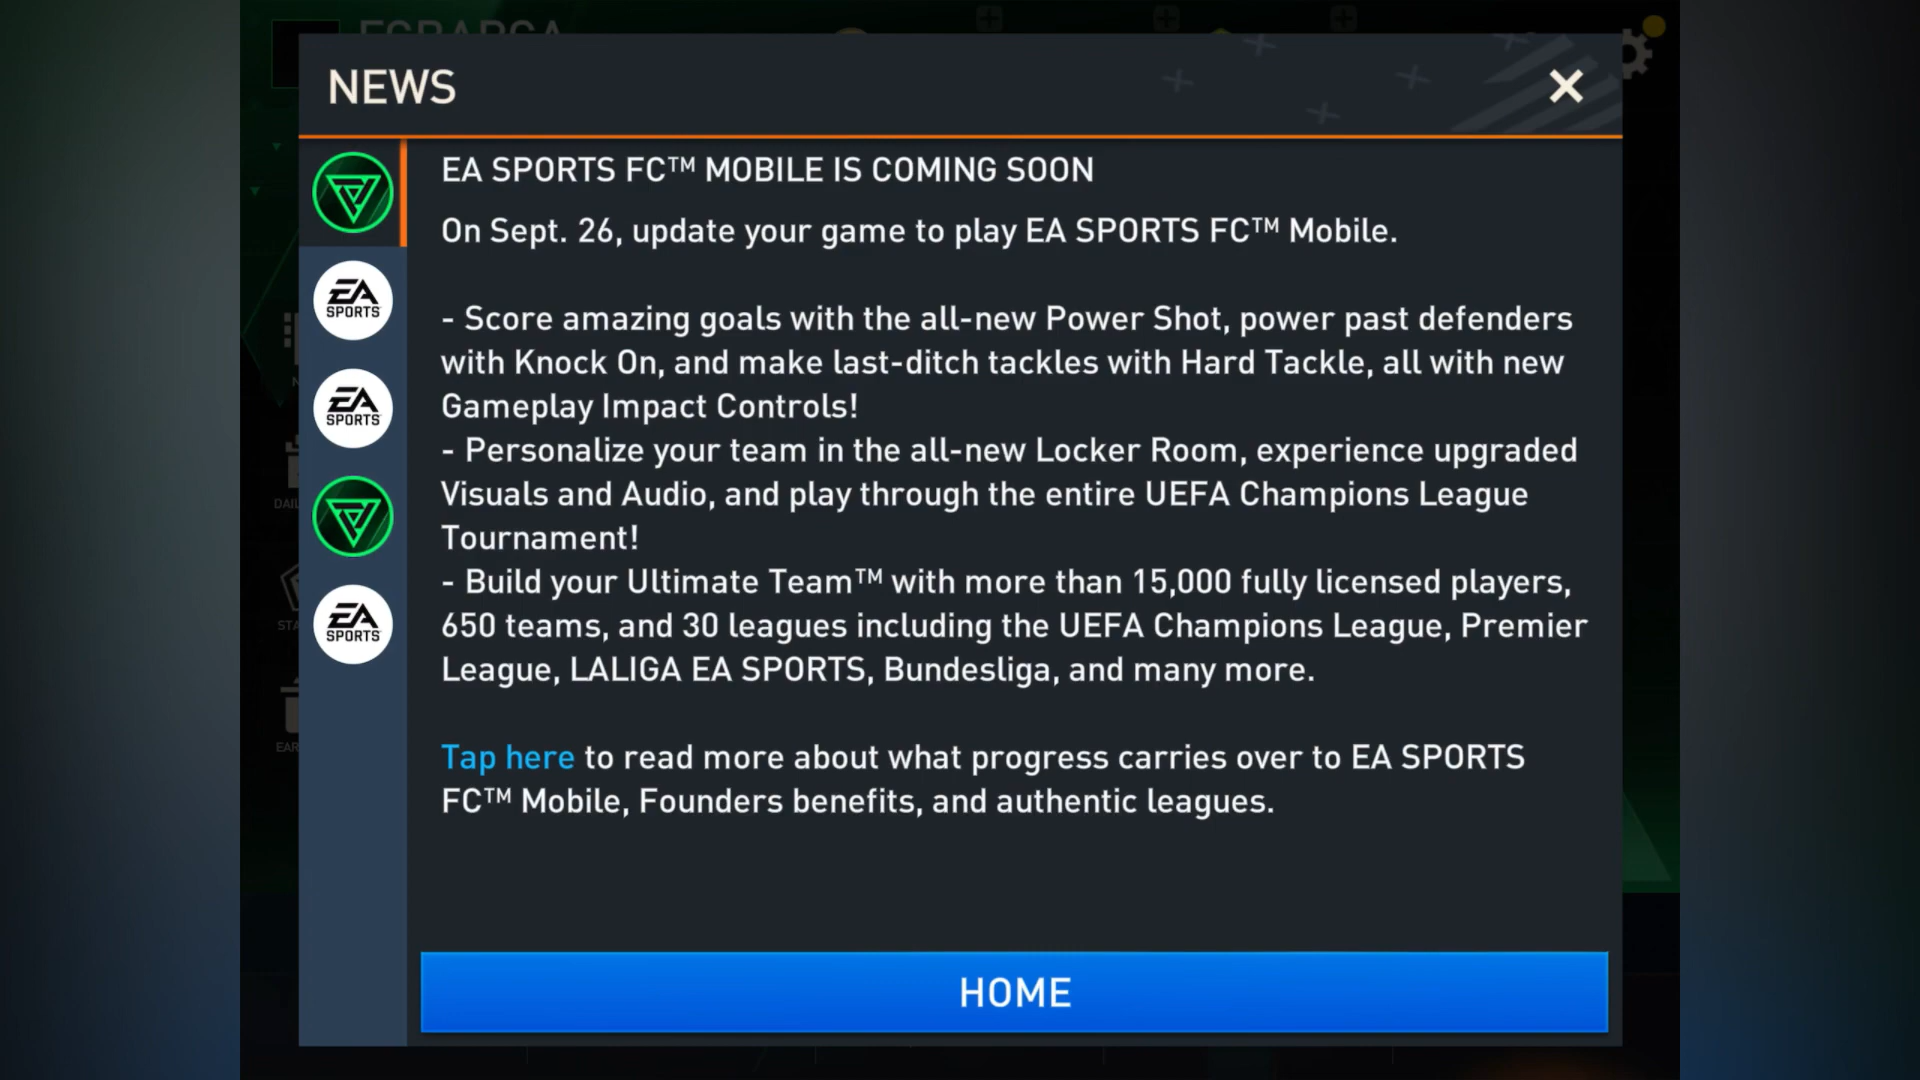 NEWS
EA SPORTS FC™ MOBILE IS COMING SOON
On Sept. 26, update your game to play EA SPORTS FC™ Mobile.
- Score amazing goals with the all-new Power Shot, power past defenders
with Knock On, and make last-ditch tackles with Hard Tackle, all with new
Gameplay Impact Controls!
- Personalize your team in the all-new Locker Room, experience upgraded
Visuals and Audio, and play through the entire UEFA Champions League
Tournament!
- Build your Ultimate Team™ with more than 15,000 fully licensed players,
650 teams, and 30 leagues including the UEFA Champions League, Premier
League, LALIGA EA SPORTS, Bundesliga, and many more.
Tap here to read more about what progress carries over to EA SPORTS
FC™ Mobile, Founders benefits, and authentic leagues.
EA SPORTS
EA SPORTS
EA SPORTS
HOME